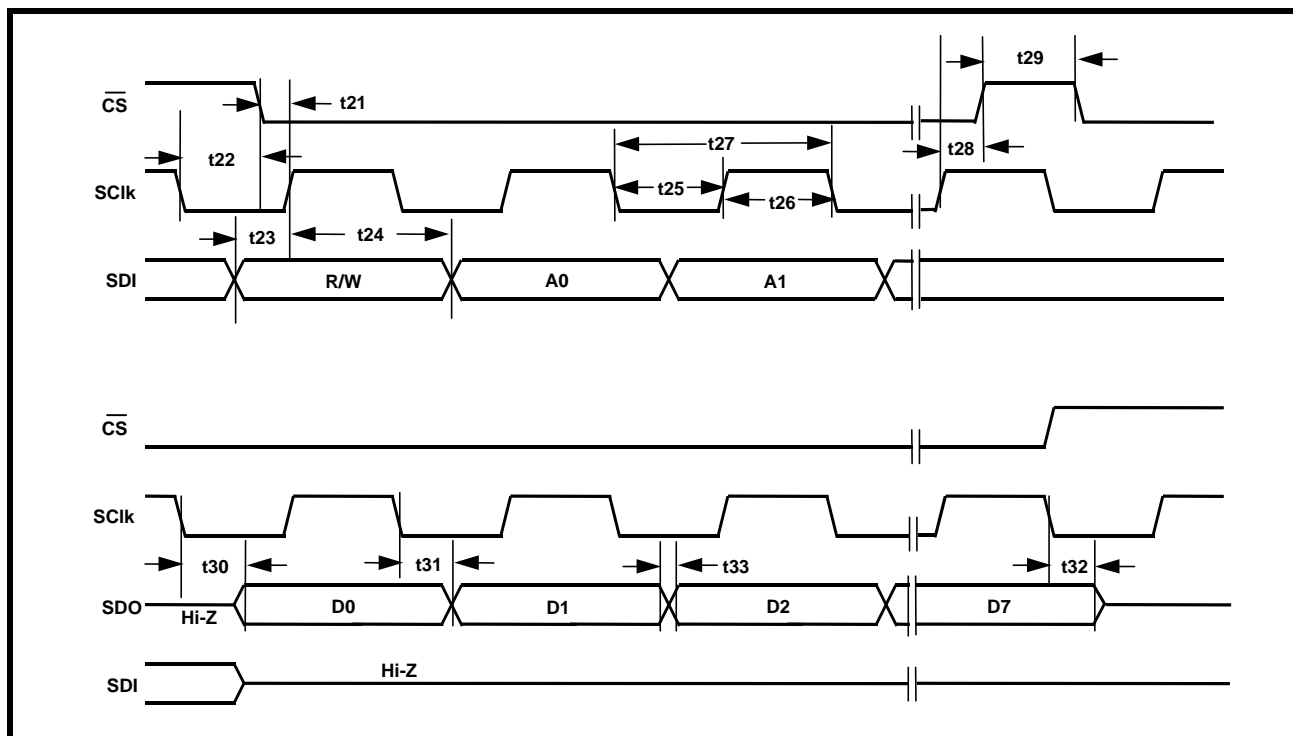 t29
CS
t21
t22
t27
t28
SClk
t25
t26
t23
t24
SDI
R/W
A0
A1
CS
SClk
t30
t31
t33
t32
SDO
Hi-Z
D0
D1
D2
D7
Hi-Z
SDI